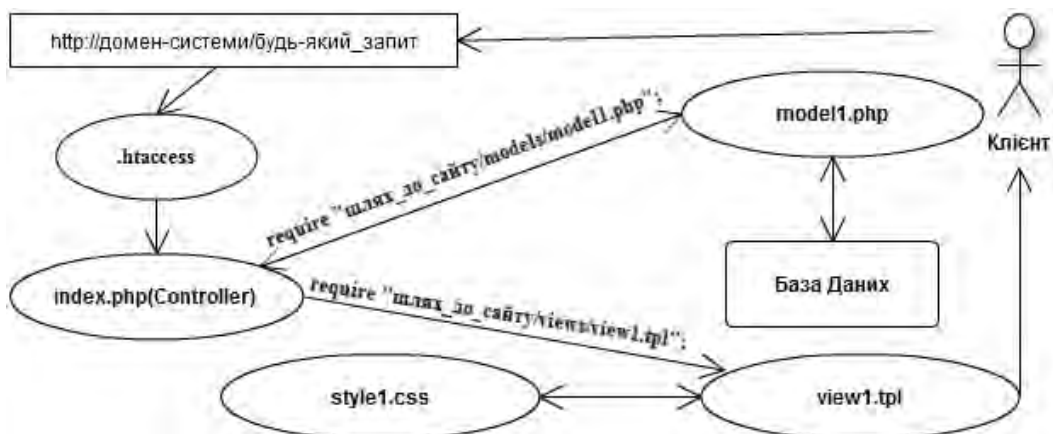 http://домен-системи/будь-який_запит
.htaccess
require "шлях_до_сайту/models/model1.php";
model1.php
Клієнт
index.php(Controller)
require "шлях_до_сайту/views/view1.tpl";
База Даних
style1.css
view1.tpl